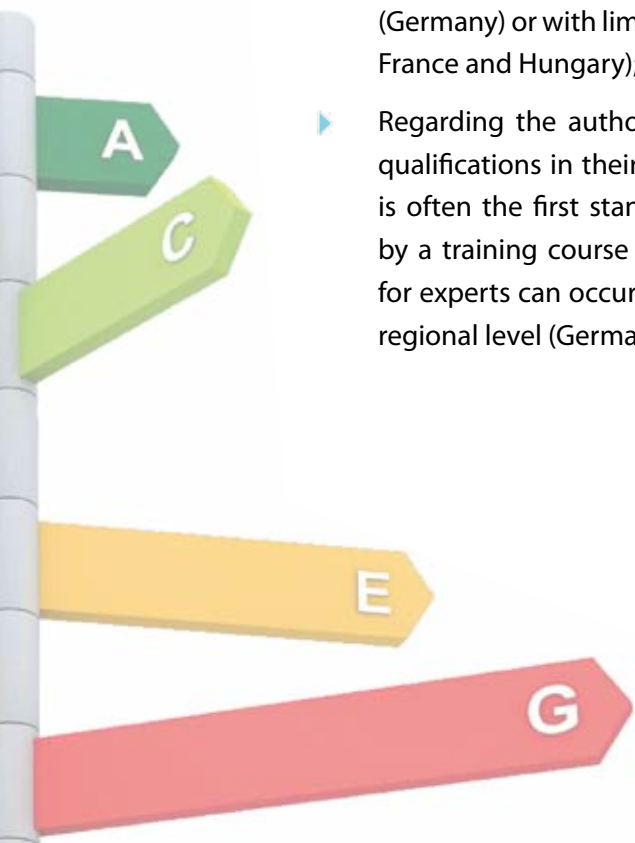 (Germany) or with lim
France and Hungary);
Regarding the autho
qualifications in their
is often the first stan
by a training course
for experts can occur
regional level (Germa
A
C
E
G